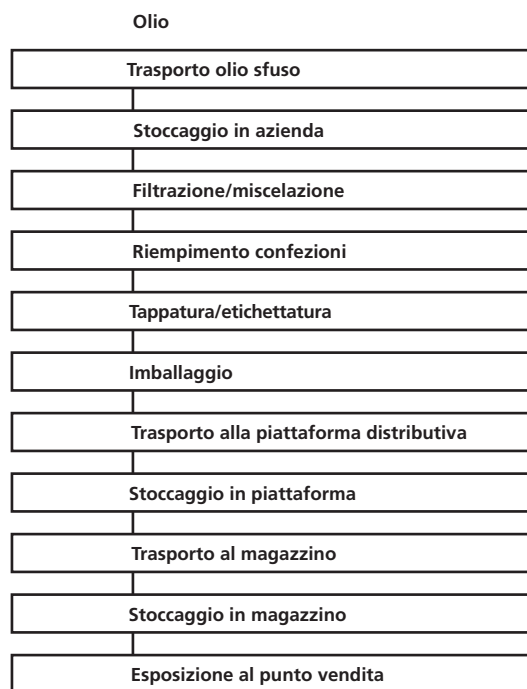 Olio
Trasporto olio sfuso
Stoccaggio in azienda
Filtrazione/miscelazione
Riempimento confezioni
Tappatura/etichettatura
Imballaggio
Trasporto alla piattaforma distributiva
Stoccaggio in piattaforma
Trasporto al magazzino
Stoccaggio in magazzino
Esposizione al punto vendita